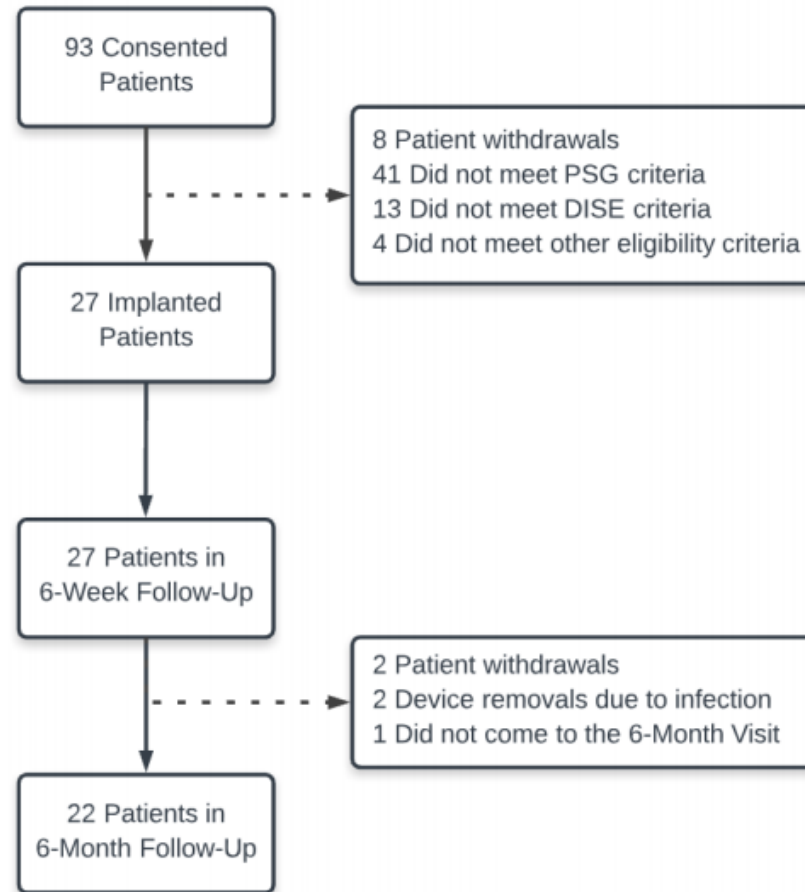 93 Consented
Patients
8 Patient withdrawals
41 Did not meet PSG criteria
13 Did not meet DISE criteria
4 Did not meet other eligibility criteria
27 Implanted
Patients
27 Patients in
6-Week Follow-Up
2 Patient withdrawals
2 Device removals due to infection
1 Did not come to the 6-Month Visit
22 Patients in
6-Month Follow-Up